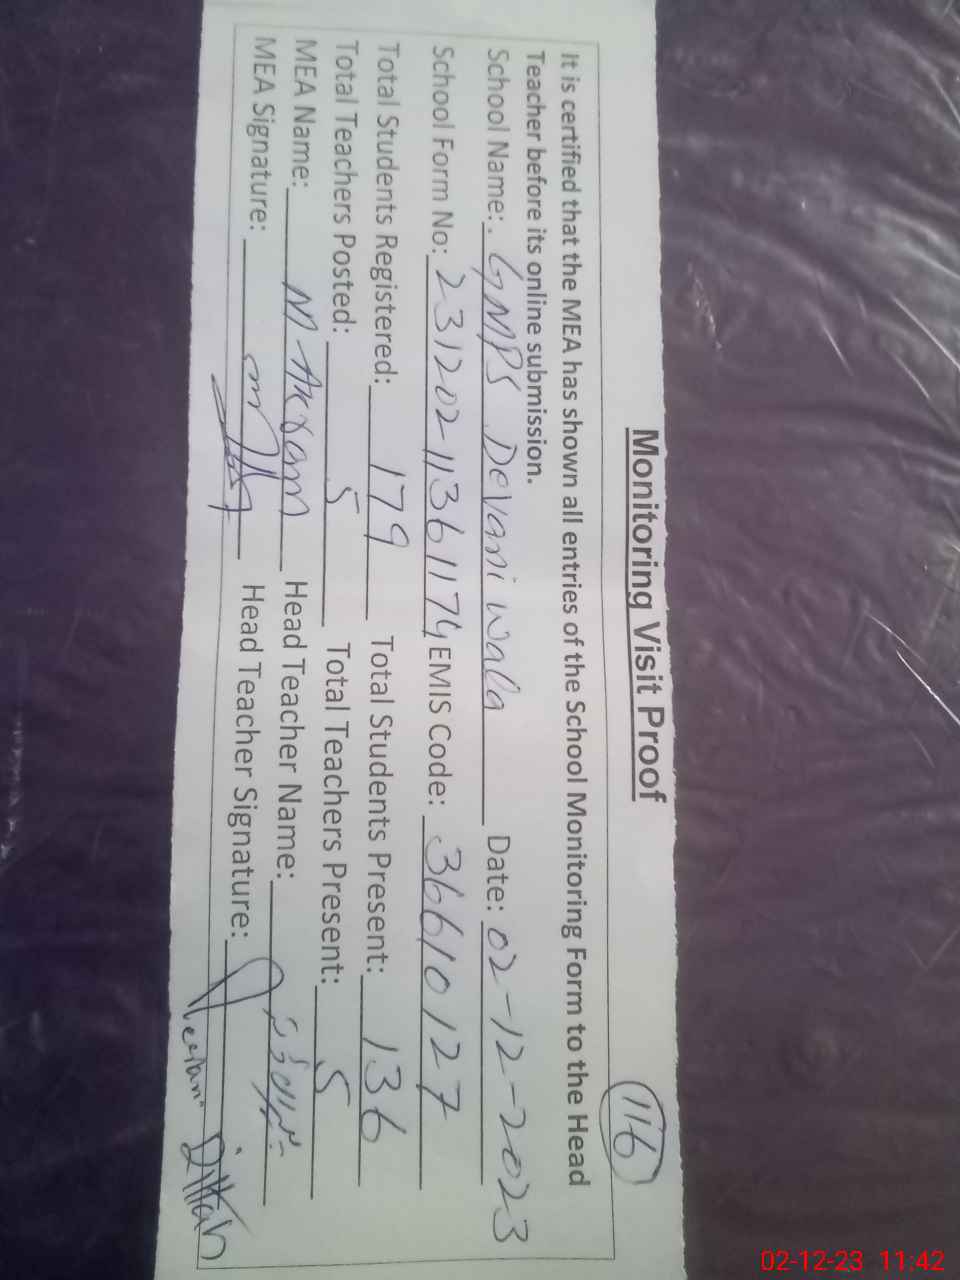 Monitoring Visit Proof
116
It is certified that the MEA has shown all entries of the School Monitoring Form to the Head
Teacher before its online submission.
School Name: GMPS Devani wala Date: 02-12-2023
School Form No: 231202113611174 EMIS Code: 36610127
Total Students Registered: 179 Total Students Present: 136
Total Teachers Posted: 5 Total Teachers Present: 5
MEA Name: M Akram Head Teacher Name:
MEA Signature: Head Teacher Signature: Dittah
02-12-23 11:42